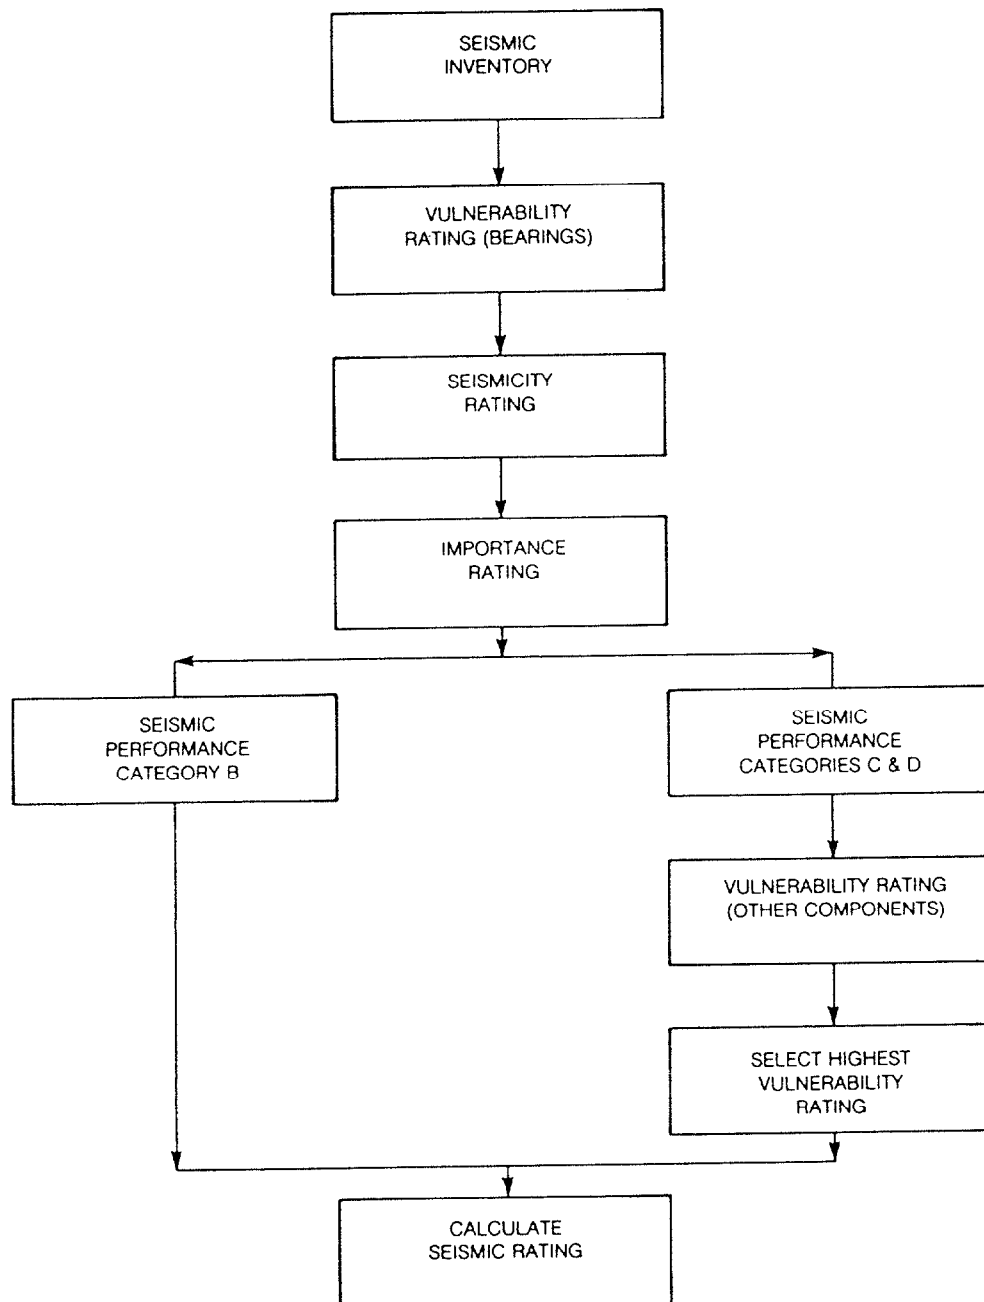 SEISMIC
INVENTORY
VULNERABILITY
RATING (BEARINGS)
SEISMICITY
RATING
IMPORTANCE
RATING
SEISMIC
PERFORMANCE
CATEGORY B
SEISMIC
PERFORMANCE
CATEGORIES C & D
VULNERABILITY RATING
(OTHER COMPONENTS)
SELECT HIGHEST
VULNERABILITY
RATING
CALCULATE
SEISMIC RATING